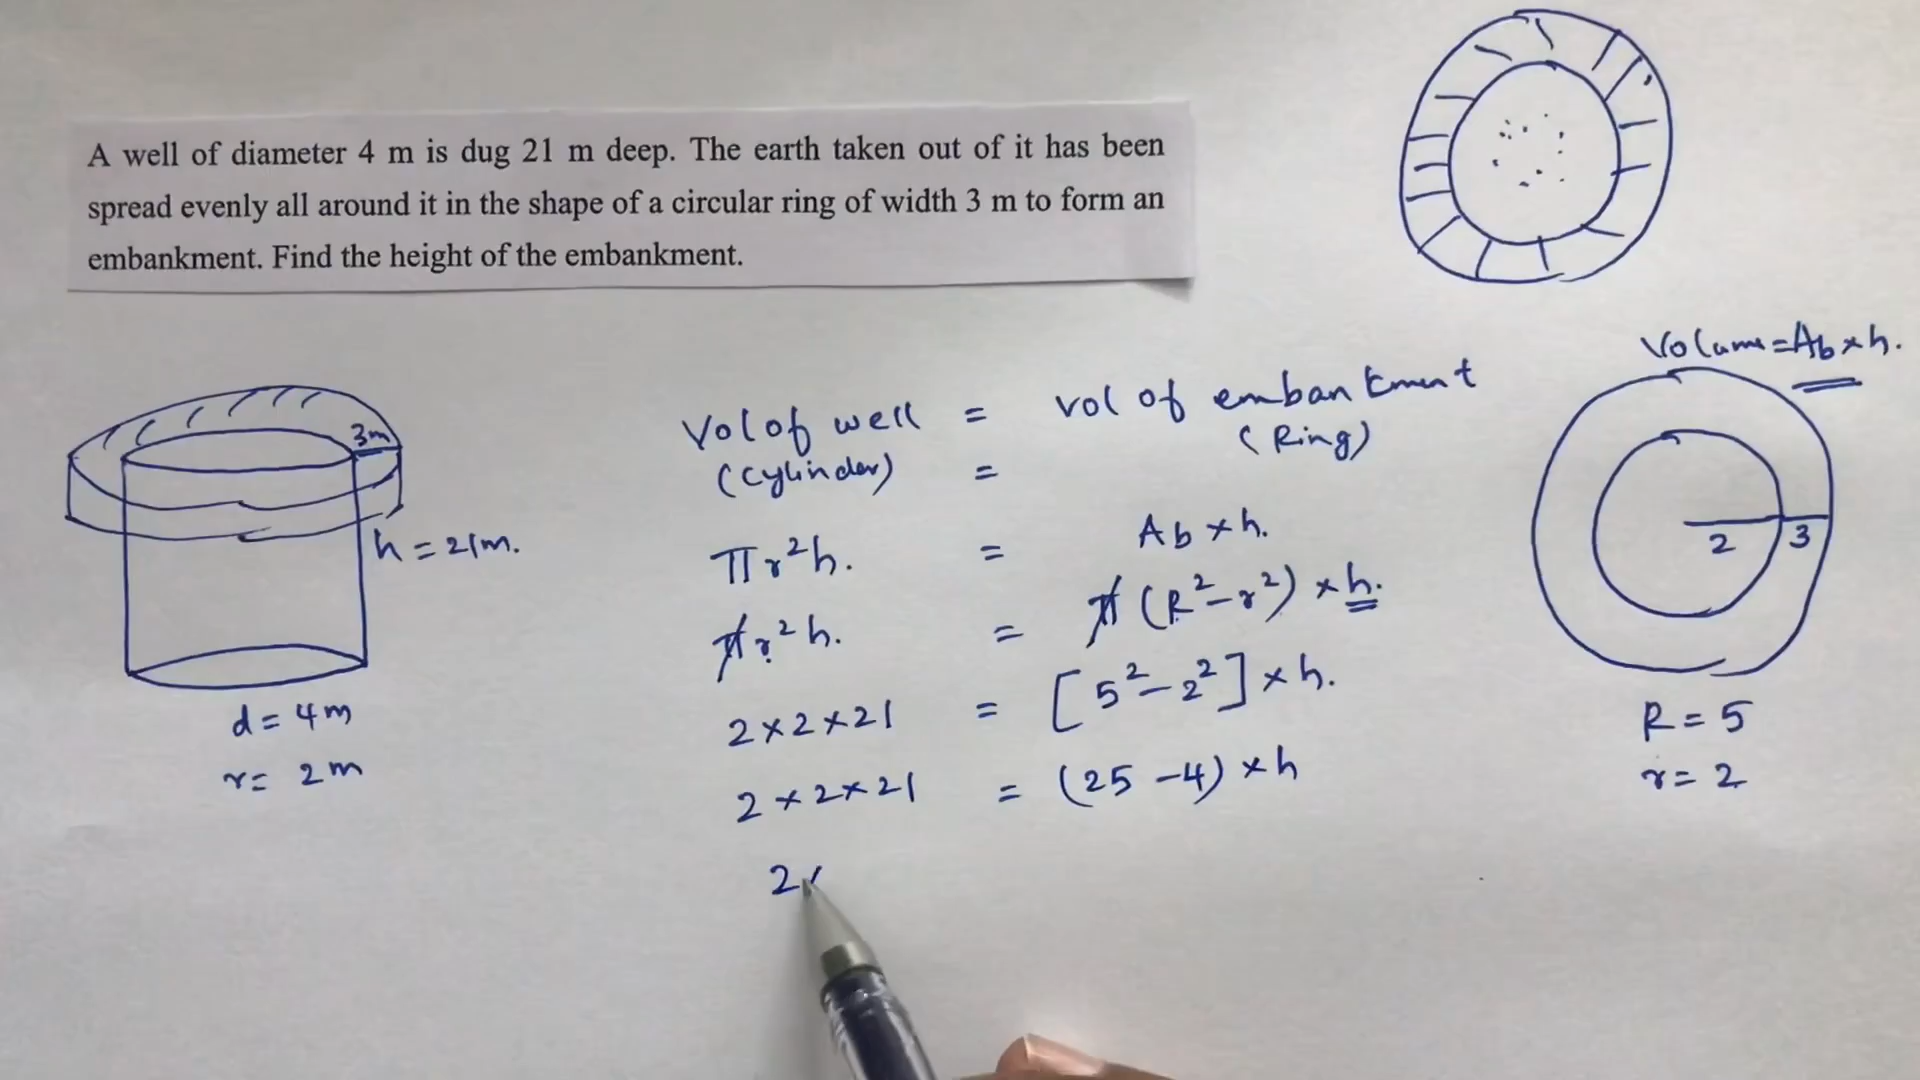 A well of diameter 4 m is dug 21 m deep. The earth taken out of it has been
spread evenly all around it in the shape of a circular ring of width 3 m to form an
embankment. Find the height of the embankment.
Volume = Ab × h.
Vol of well = vol of embankment
(cylinder) = (Ring)
3m
h = 21m.
πr²h. = Ab × h.
πr²h. = π (R² – r²) × h.
2 × 2 × 21 = [5² – 2²] × h.
2 × 2 × 21 = (25 – 4) × h
2
d = 4m
r = 2m
2 3
R = 5
r = 2